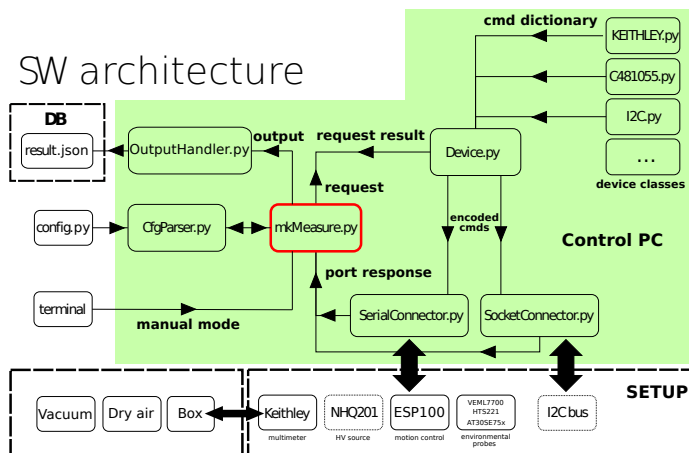 SW architecture
cmd dictionary
KEITHLEY.py
C481055.py
I2C.py
...
device classes
DB
result.json
output
OutputHandler.py
request result
Device.py
request
config.py
CfgParser.py
mkMeasure.py
encoded
cmds
Control PC
port response
terminal
manual mode
SerialConnector.py
SocketConnector.py
SETUP
Vacuum
Dry air
Box
Keithley
multimeter
NHQ201
HV source
ESP100
motion control
VEML7700
HTS221
AT30SE75x
environmental
probes
I2C bus